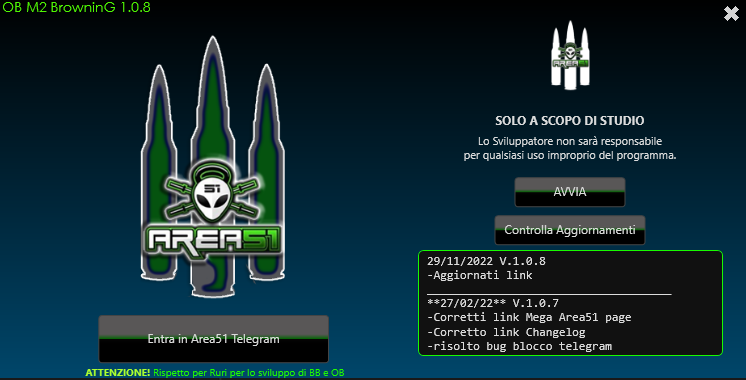 OB M2 BrowninG 1.0.8
51
AREA51
Entra in Area51 Telegram
ATTENZIONE! Rispetto per Ruri per lo sviluppo di BB e OB
AREA51
SOLO A SCOPO DI STUDIO
Lo Sviluppatore non sarà responsabile
per qualsiasi uso improprio del programma.
AVVIA
Controlla Aggiornamenti
29/11/2022 V.1.0.8
-Aggiornati link
**27/02/22** V.1.0.7
-Corretti link Mega Area51 page
-Corretto link Changelog
-risolto bug blocco telegram